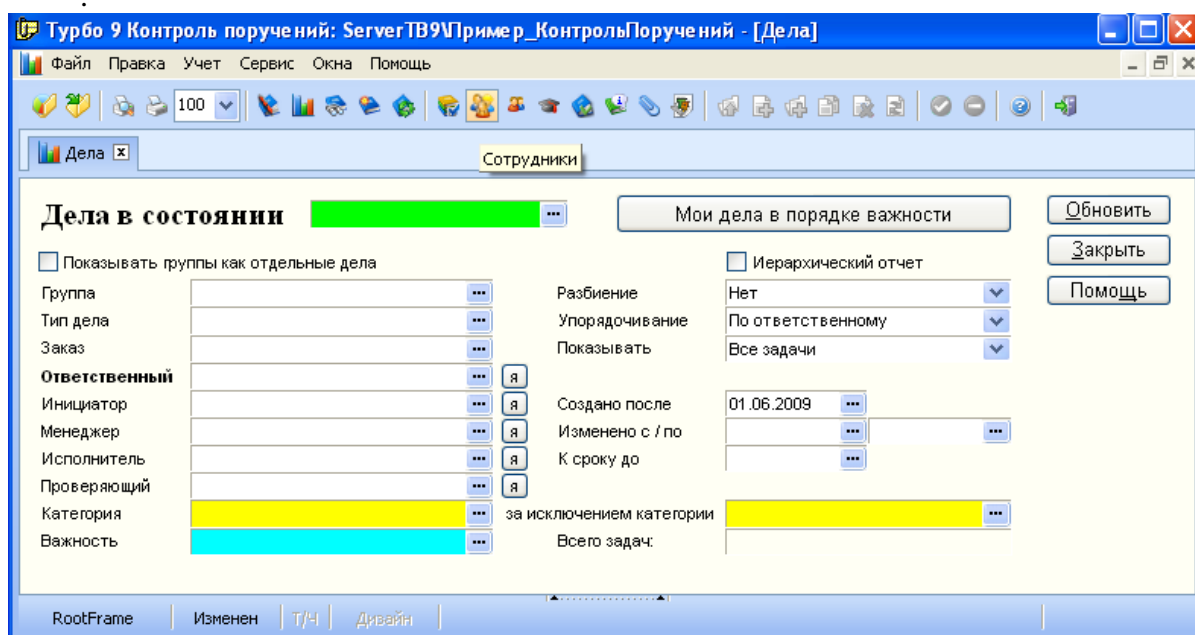 Турбо 9 Контроль поручений: ServerTB9\Пример_КонтрольПоручений - [Дела]
Файл Правка Учет Сервис Окна Помощь
100
Дела
Сотрудники
Дела в состоянии ... Мои дела в порядке важности Обновить
Показывать группы как отдельные дела Иерархический отчет Закрыть
Группа ... Разбиение Нет Помощь
Тип дела ... Упорядочивание По ответственному
Заказ ... Показывать Все задачи
Ответственный ... я
Инициатор ... я Создано после 01.06.2009 ...
Менеджер ... я Изменено с / по ... ...
Исполнитель ... я К сроку до ...
Проверяющий ... я
Категория ... за исключением категории ...
Важность ... Всего задач:
RootFrame Изменен Т/Ч Дизайн